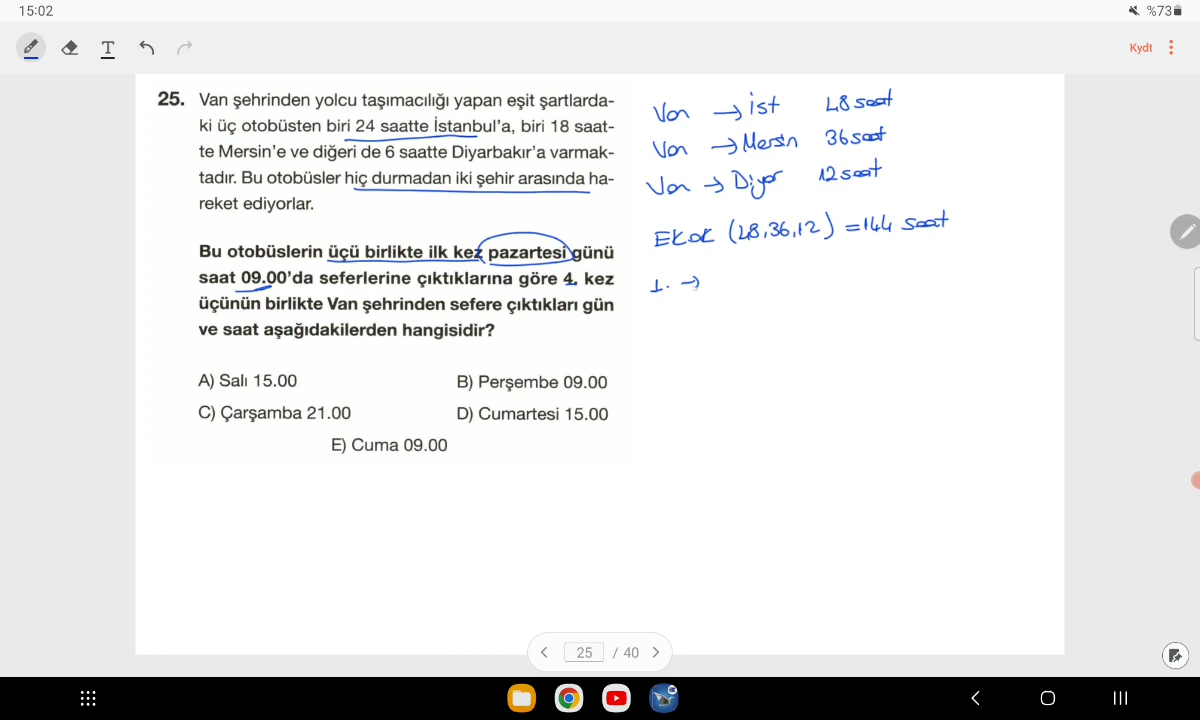 15:02
%73
T
Kydt
25. Van şehrinden yolcu taşımacılığı yapan eşit şartlarda-
ki üç otobüsten biri 24 saatte İstanbul'a, biri 18 saat-
te Mersin'e ve diğeri de 6 saatte Diyarbakır'a varmak-
tadır. Bu otobüsler hiç durmadan iki şehir arasında ha-
reket ediyorlar.
Bu otobüslerin üçü birlikte ilk kez pazartesi günü
saat 09.00'da seferlerine çıktıklarına göre 4. kez
üçünün birlikte Van şehrinden sefere çıktıkları gün
ve saat aşağıdakilerden hangisidir?
A) Salı 15.00
B) Perşembe 09.00
C) Çarşamba 21.00
D) Cumartesi 15.00
E) Cuma 09.00
Van → İst 48 saat
Van → Mersin 36 saat
Van → Diyar 12 saat
EKOK (48,36,12) = 144 saat
1. →
25 / 40